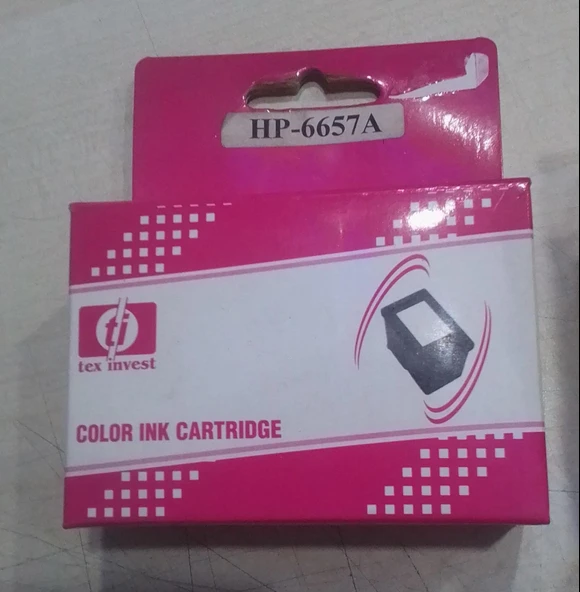 HP-6657A
ti
tex invest
COLOR INK CARTRIDGE